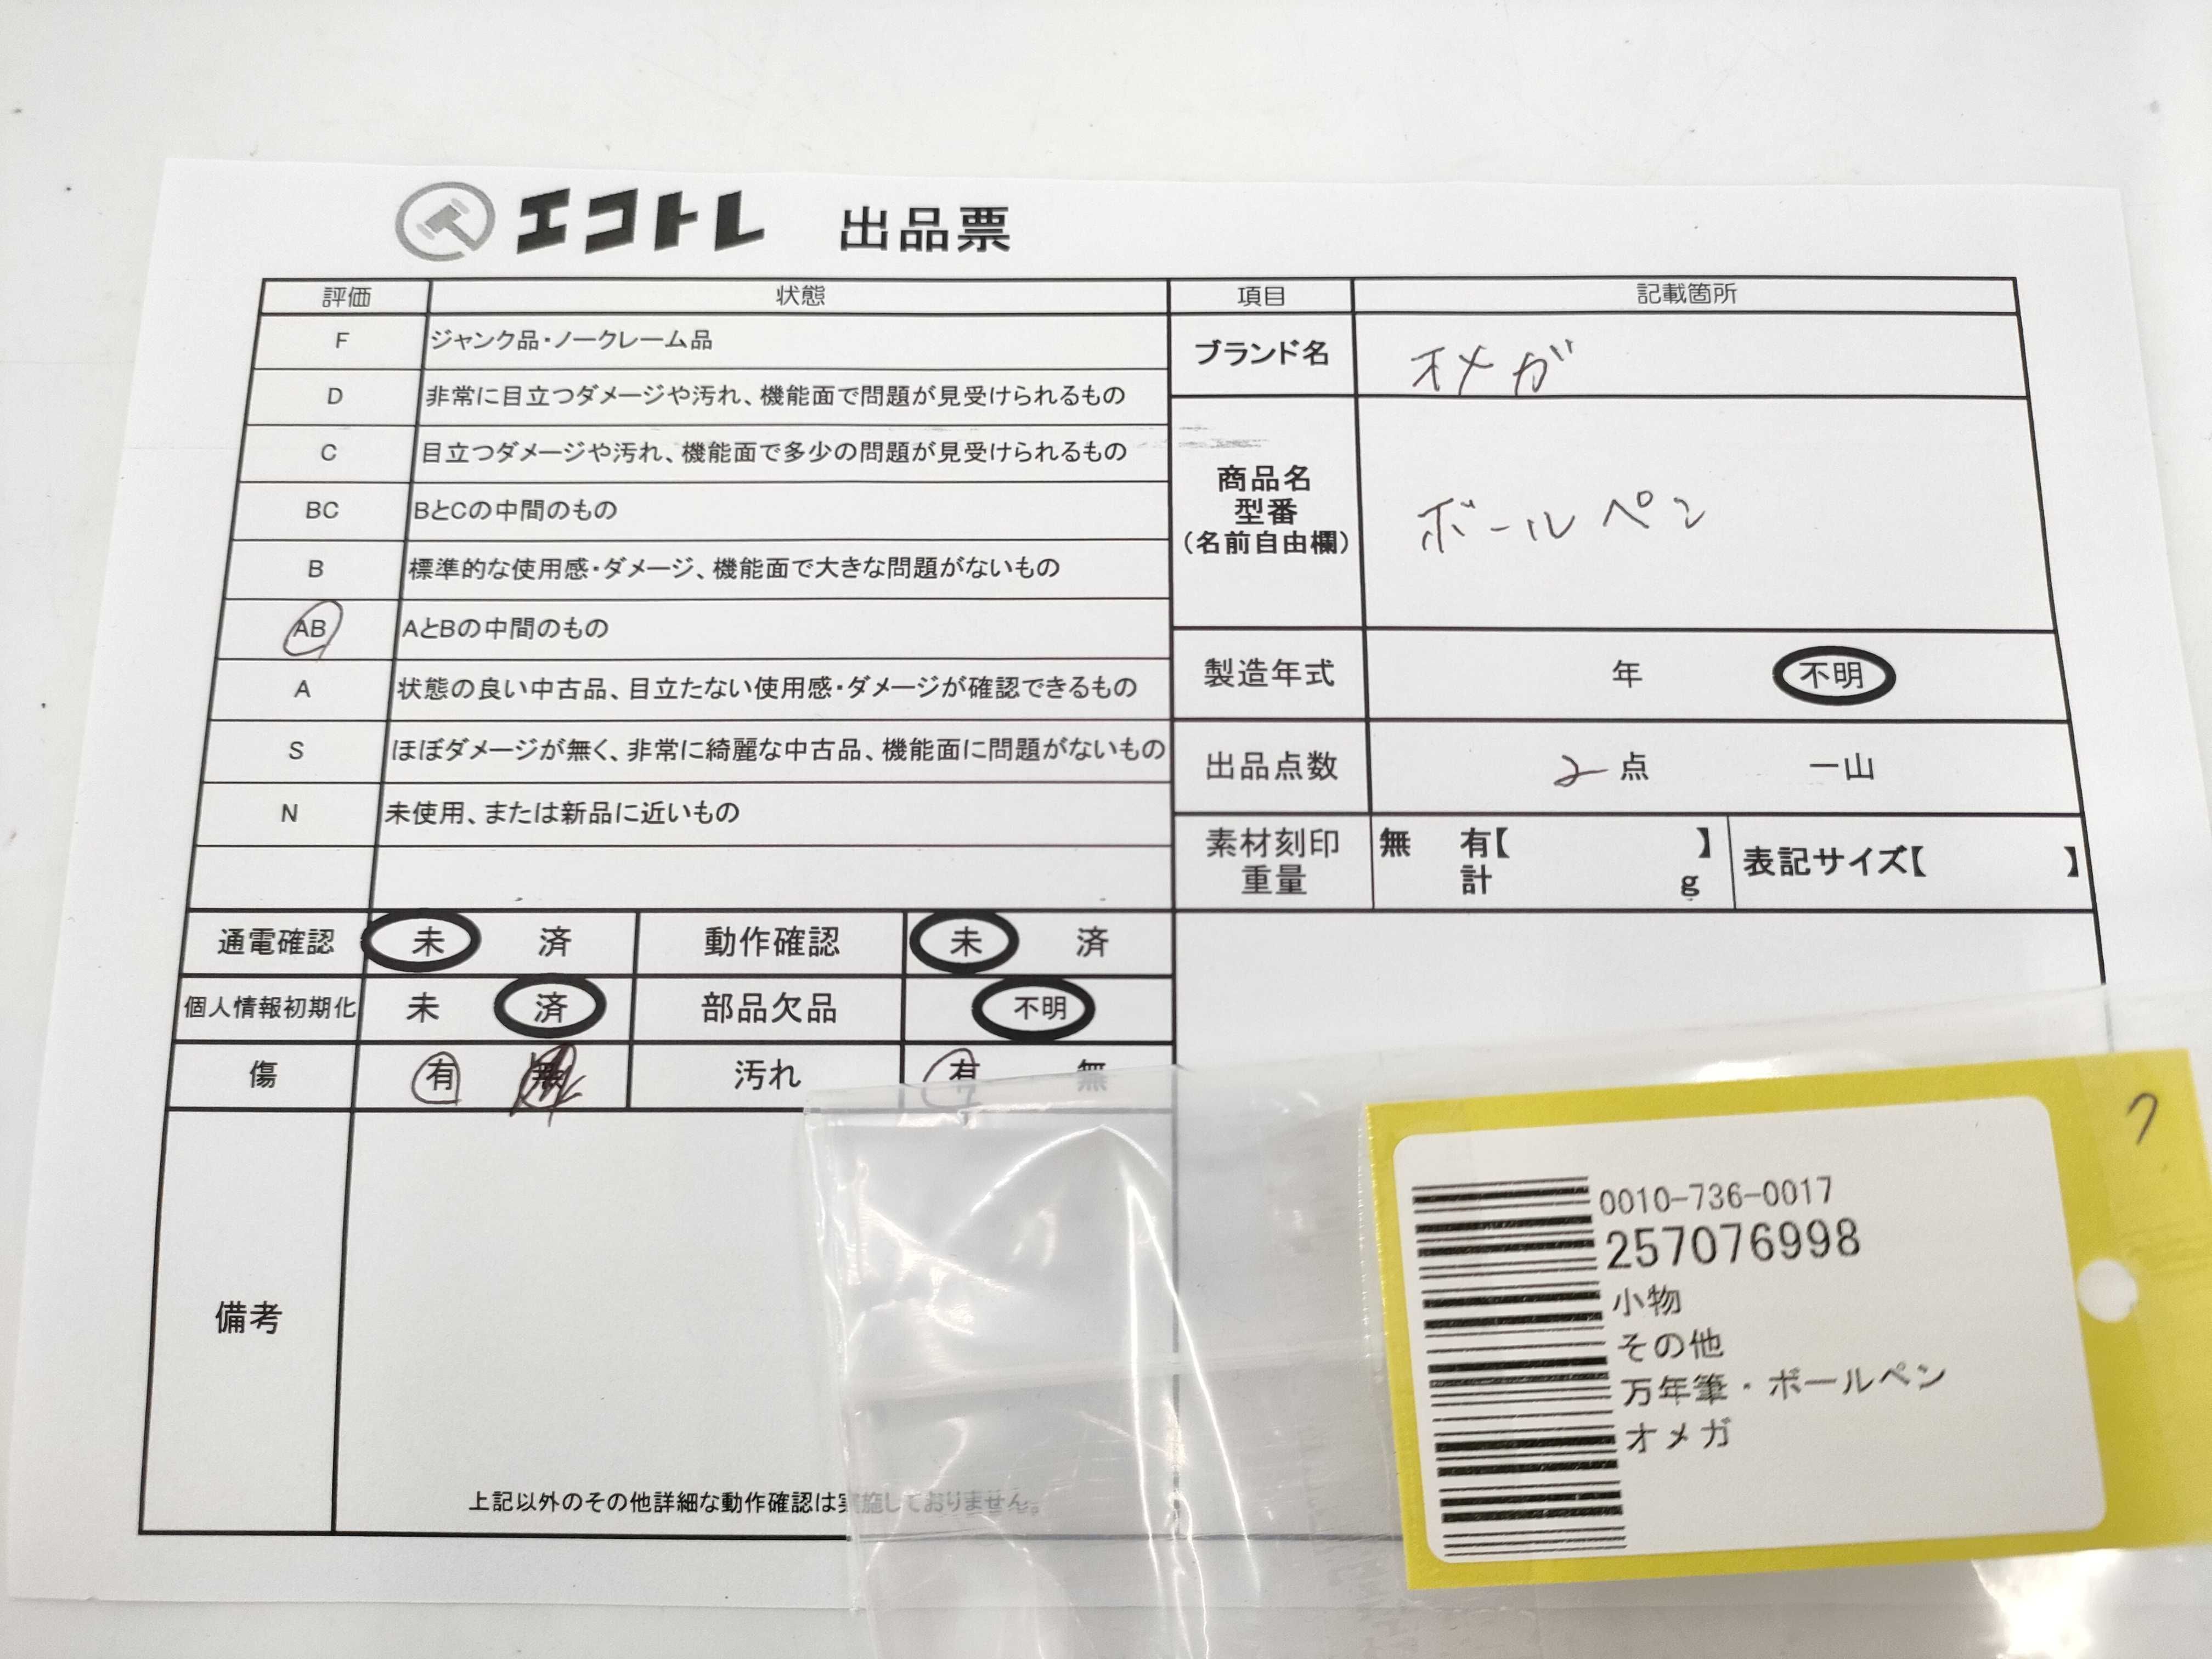 エコトレ 出品票
評価 状態 項目 記載箇所
F ジャンク品・ノークレーム品
D 非常に目立つダメージや汚れ、機能面で問題が見受けられるもの
C 目立つダメージや汚れ、機能面で多少の問題が見受けられるもの
BC BとCの中間のもの
B 標準的な使用感・ダメージ、機能面で大きな問題がないもの
AB AとBの中間のもの
A 状態の良い中古品、目立たない使用感・ダメージが確認できるもの
S ほぼダメージが無く、非常に綺麗な中古品、機能面に問題がないもの
N 未使用、または新品に近いもの
ブランド名 オメガ
商品名
型番
(名前自由欄)
ボールペン
製造年式 年 不明
出品点数 2点 一山
素材刻印 無 有【 】
重量 計 g
表記サイズ【 】
通電確認 未 済 動作確認 未 済
個人情報初期化 未 済 部品欠品 不明
傷 有 無 汚れ 有 無
備考
上記以外のその他詳細な動作確認は実施しておりません。
0010-736-0017
257076998
小物
その他
万年筆・ボールペン
オメガ